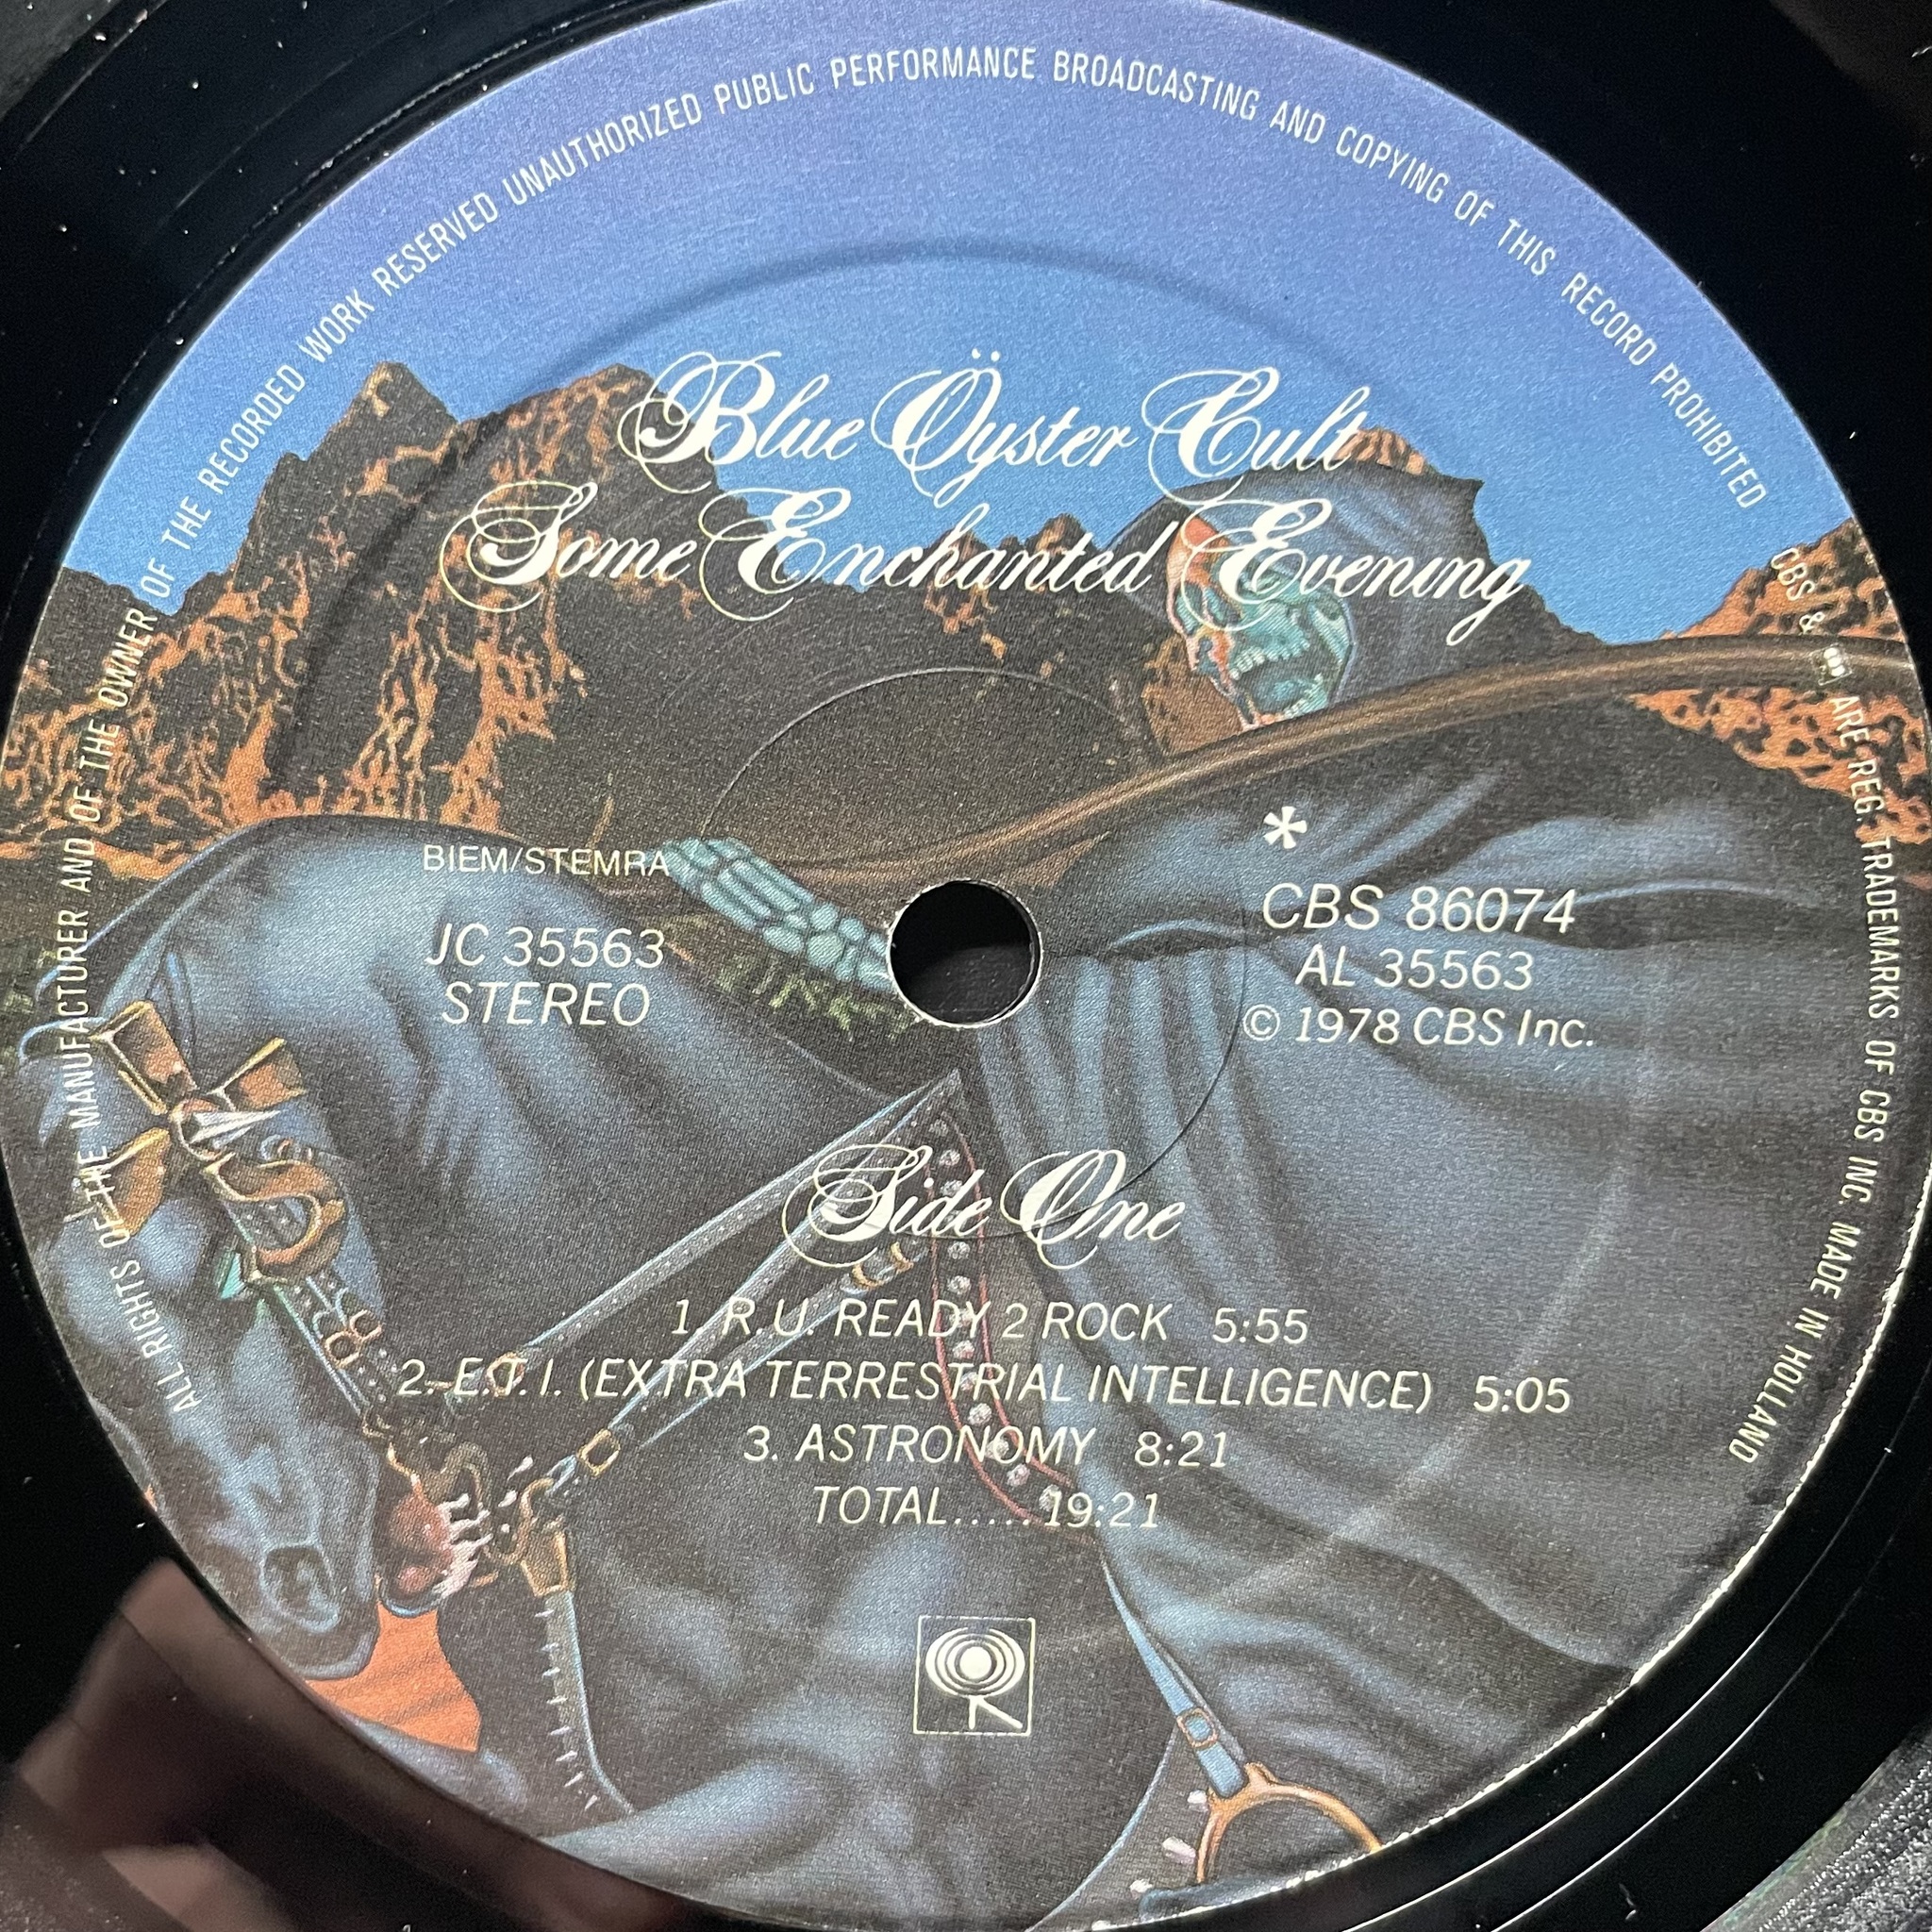 ALL RIGHTS OF THE MANUFACTURER AND OF THE OWNER OF THE RECORDED WORK RESERVED UNAUTHORIZED PUBLIC PERFORMANCE BROADCASTING AND COPYING OF THIS RECORD PROHIBITED
CBS & ARE REG. TRADEMARKS OF CBS INC. MADE IN HOLLAND
Blue Öyster Cult
Some Enchanted Evening
BIEM/STEMRA
JC 35563
STEREO
*
CBS 86074
AL 35563
© 1978 CBS Inc.
Side One
1. R.U. READY 2 ROCK 5:55
2. E.T.I. (EXTRA TERRESTRIAL INTELLIGENCE) 5:05
3. ASTRONOMY 8:21
TOTAL.....19:21